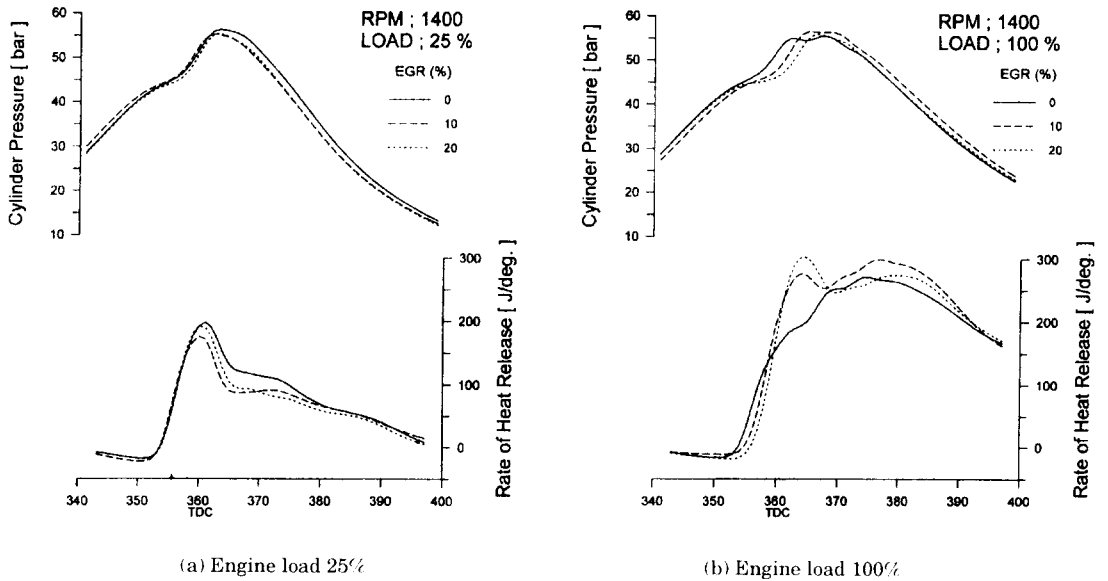 RPM ; 1400
LOAD ; 25 %
EGR (%)
0
10
20
Cylinder Pressure [ bar ]
60
50
40
30
20
10
Rate of Heat Release [ J/deg. ]
300
200
100
0
340
350
360
370
380
390
400
TDC
(a) Engine load 25%
RPM ; 1400
LOAD ; 100 %
EGR (%)
0
10
20
Cylinder Pressure [ bar ]
60
50
40
30
20
10
Rate of Heat Release [ J/deg. ]
300
200
100
0
340
350
360
370
380
390
400
TDC
(b) Engine load 100%